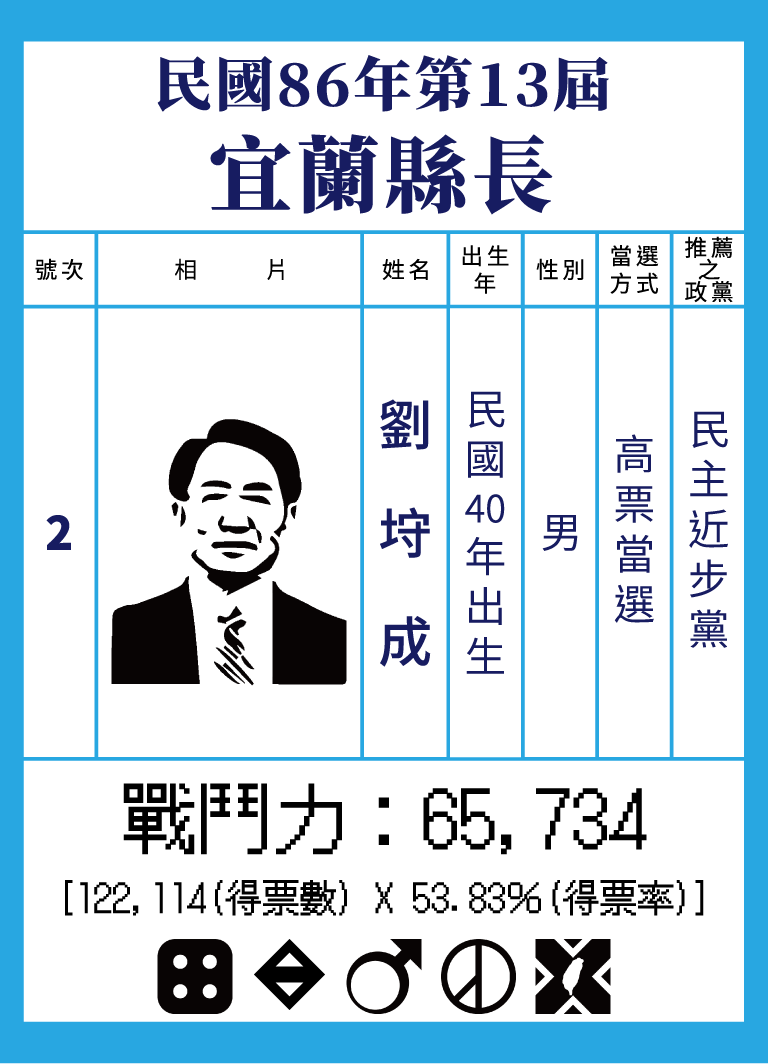 民國86年第13屆
宜蘭縣長
號次
相片
姓名
出生
年
性別
當選
方式
推薦
之
政黨
2
劉垨成
民國40年出生
男
高票當選
民主近步黨
戰鬥力：65,734
[122,114(得票數) X 53.83%(得票率)]